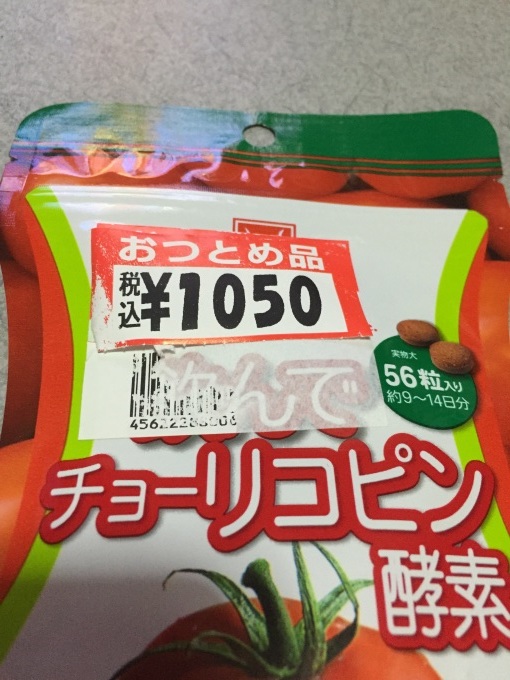 おつとめ品
税込¥1050
飲んで
実物大
56粒入り
約9〜14日分
チョーリコピン
酵素